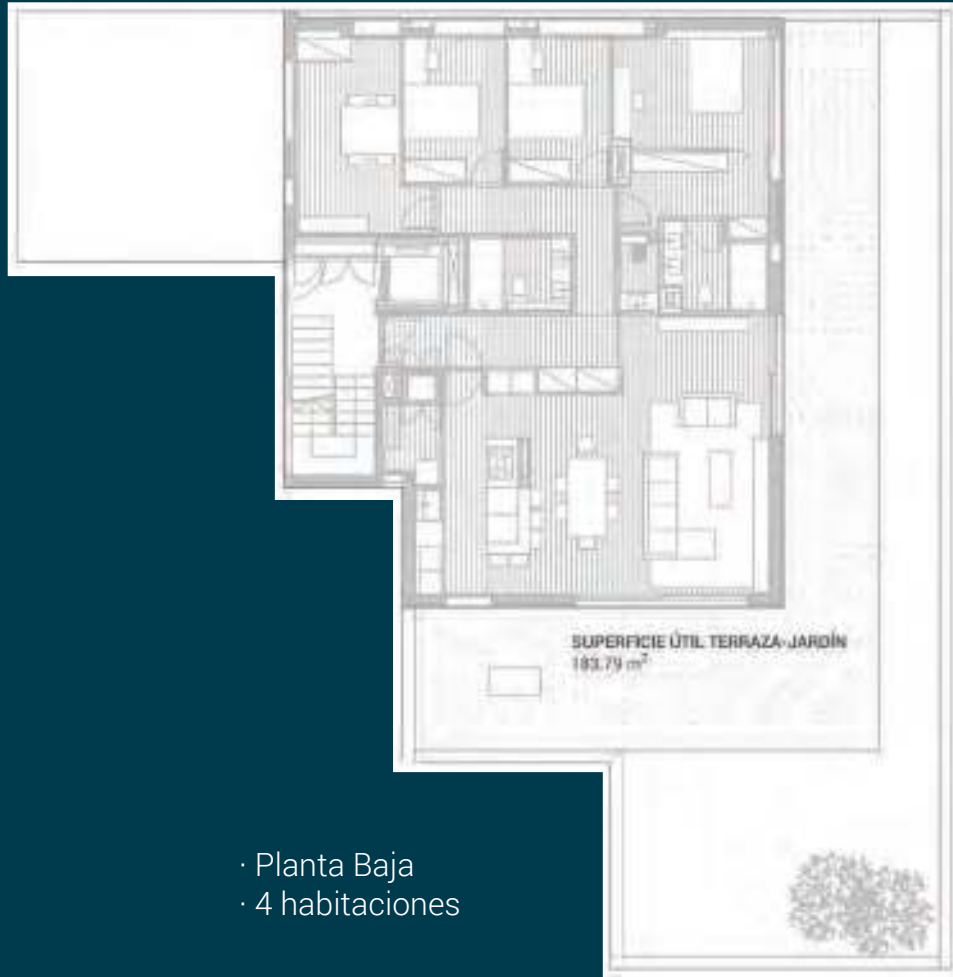 SUPERFICIE ÚTIL TERRAZA-JARDÍN
183.79 m²
· Planta Baja
· 4 habitaciones